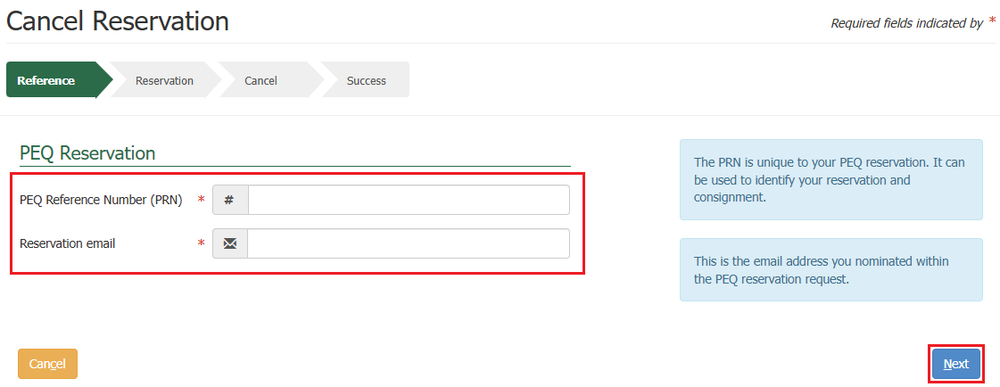 Cancel Reservation
Required fields indicated by *
Reference
Reservation
Cancel
Success
PEQ Reservation
PEQ Reference Number (PRN) * #
Reservation email *
The PRN is unique to your PEQ reservation. It can
be used to identify your reservation and
consignment.
This is the email address you nominated within
the PEQ reservation request.
Cancel
Next